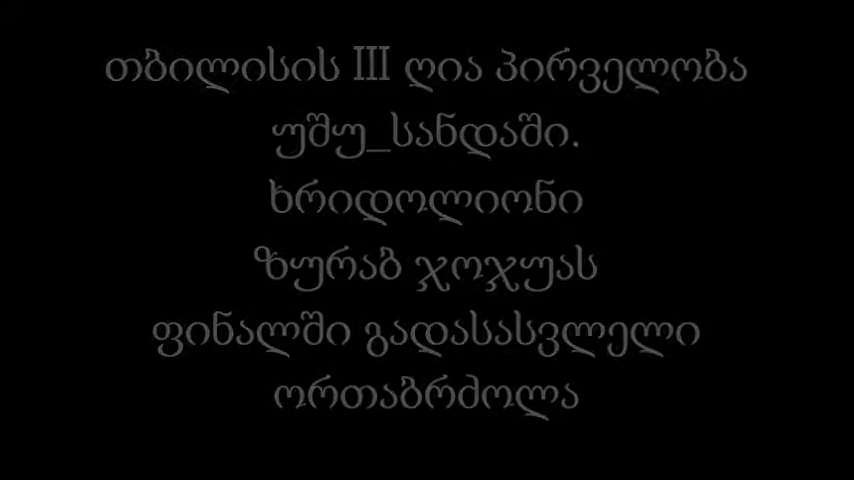 თბილისის III ღია პირველობა
უშუ_სანდაში.
ხრიდოლიონი
ზურაბ ჯოჯუას
ფინალში გადასასვლელი
ორთაბრძოლა